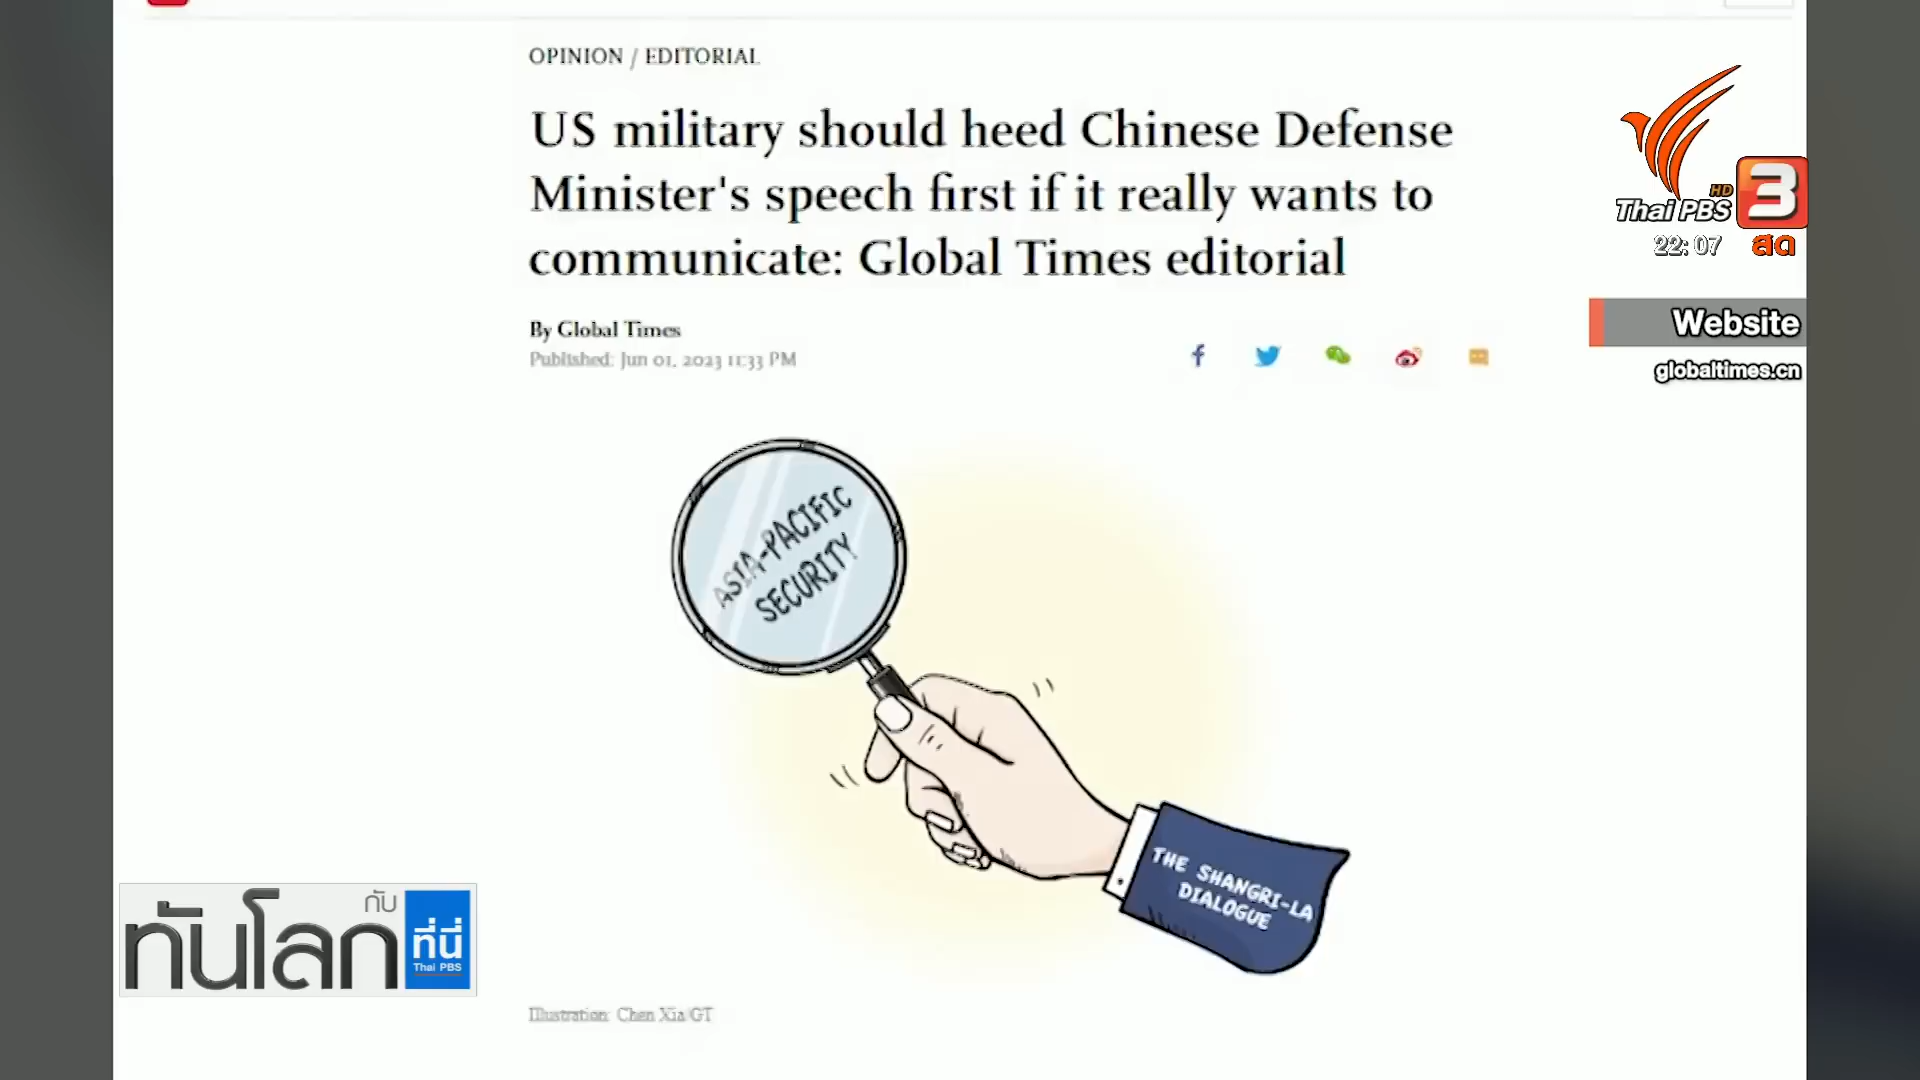 OPINION / EDITORIAL
US military should heed Chinese Defense
Minister's speech first if it really wants to
communicate: Global Times editorial
By Global Times
Published: Jun 01, 2023 11:33 PM
HD
Thai PBS 3
22:07 สด
Website
globaltimes.cn
ASIA-PACIFIC
SECURITY
THE SHANGRI-LA
DIALOGUE
ทันโลก กับ ที่นี่
Thai PBS
Illustration: Chen Xia/GT